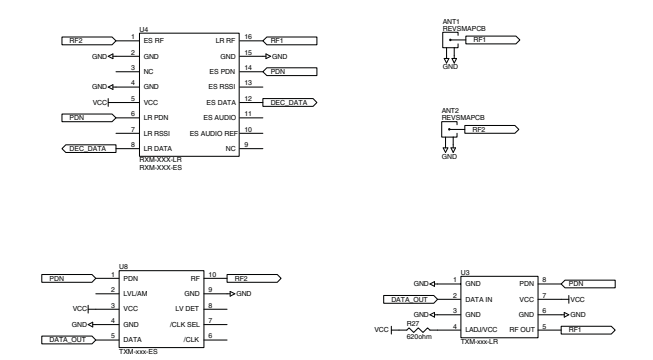 U4
RF2 1 ES RF LR RF 16 RF1
GND 2 GND GND 15 GND
3 NC ES PDN 14 PDN
GND 4 GND ES RSSI 13
VCC 5 VCC ES DATA 12 DEC_DATA
PDN 6 LR PDN ES AUDIO 11
7 LR RSSI ES AUDIO REF 10
DEC_DATA 8 LR DATA NC 9
RXM-XXX-LR
RXM-XXX-ES
ANT1
REVSMAPCB
RF1
GND
ANT2
REVSMAPCB
RF2
GND
U8
PDN 1 PDN RF 10 RF2
2 LVL/AM GND 9 GND
VCC 3 VCC LV DET 8
GND 4 GND /CLK SEL 7
DATA_OUT 5 DATA /CLK 6
TXM-xxx-ES
U3
GND 1 GND PDN 8 PDN
DATA_OUT 2 DATA IN VCC 7 VCC
GND 3 GND GND 6 GND
VCC R27 4 LADJ/VCC RF OUT 5 RF1
620ohm
TXM-xxx-LR